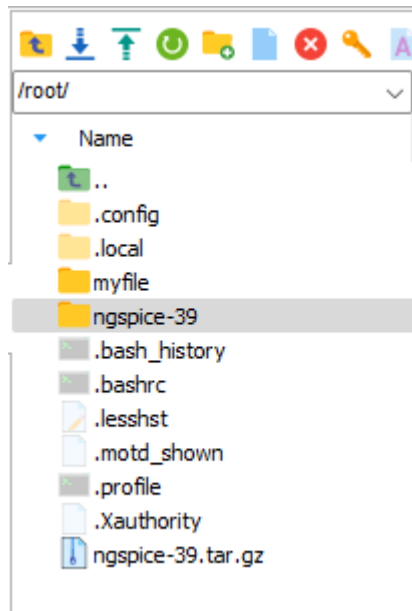 /root/
Name
..
.config
.local
myfile
ngspice-39
.bash_history
.bashrc
.lesshst
.motd_shown
.profile
.Xauthority
ngspice-39.tar.gz